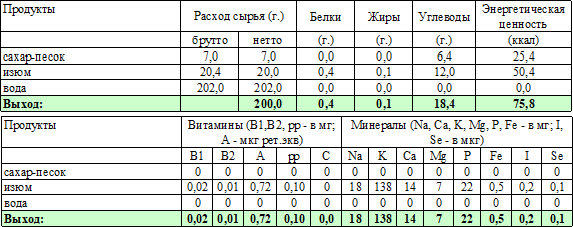 Продукты Расход сырья (г.) Белки Жиры Углеводы Энергетическая ценность
брутто нетто (г.) (г.) (г.) (ккал)
сахар-песок 7,0 7,0 0,0 0,0 6,4 25,4
изюм 20,4 20,0 0,4 0,1 12,0 50,4
вода 202,0 202,0 0,0 0,0 0,0 0,0
Выход: 200,0 0,4 0,1 18,4 75,8
Продукты Витамины (В1,В2, рр - в мг; А - мкг рет.экв) Минералы (Na, Ca, K, Mg, P, Fe - в мг; I, Se - в мкг)
В1 В2 А рр С Na K Ca Mg P Fe I Se
сахар-песок 0 0 0 0 0 0 0 0 0 0 0 0 0
изюм 0,02 0,01 0,72 0,10 0 18 138 14 7 22 0,5 0,2 0,1
вода 0 0 0 0 0 0 0 0 0 0 0 0 0
Выход: 0,02 0,01 0,72 0,10 0,0 18 138 14 7 22 0,5 0,2 0,1